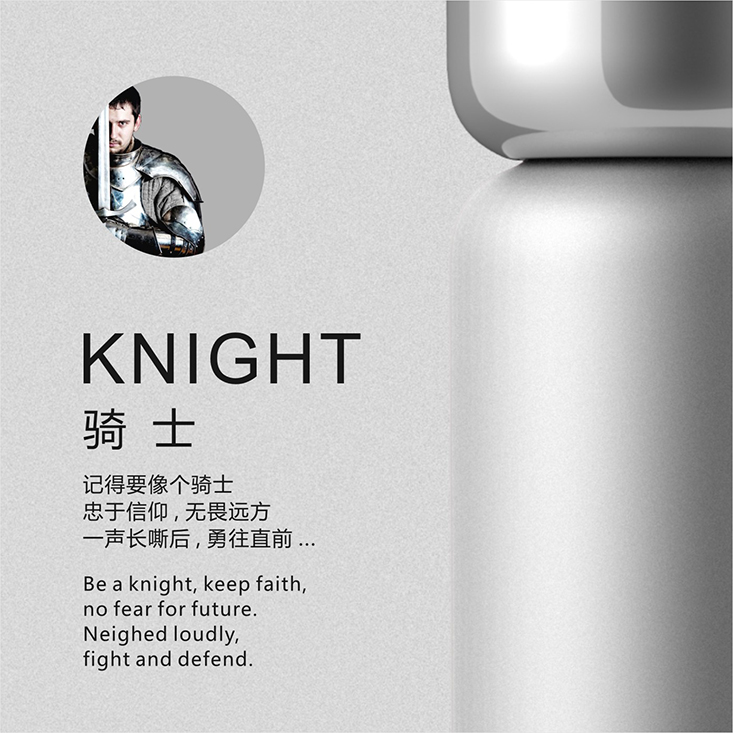 KNIGHT
骑 士
记得要像个骑士
忠于信仰 , 无畏远方
一声长嘶后 , 勇往直前 ...
Be a knight, keep faith,
no fear for future.
Neighed loudly,
fight and defend.